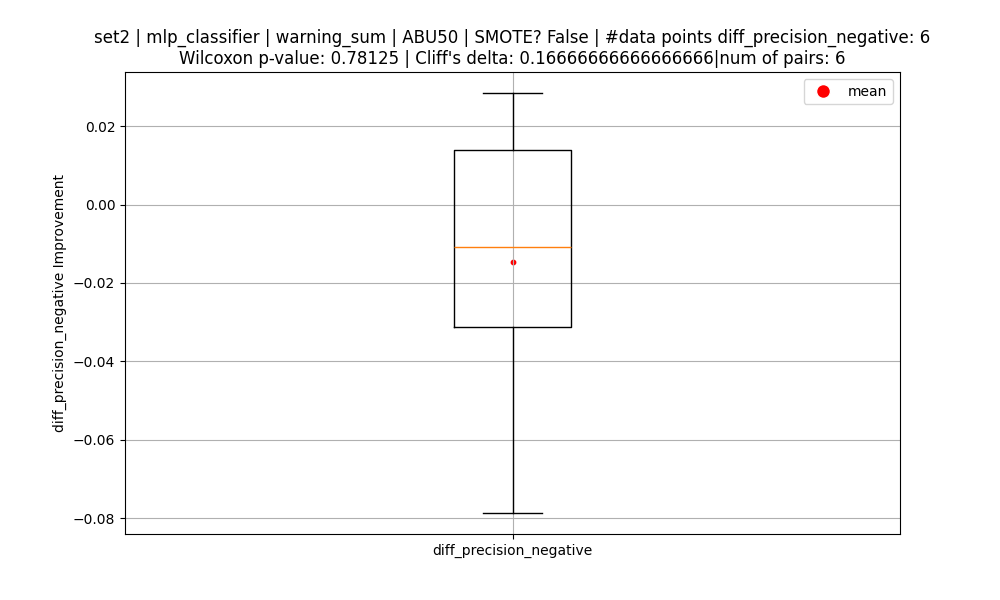 set2 | mlp_classifier | warning_sum | ABU50 | SMOTE? False | #data points diff_precision_negative: 6
Wilcoxon p-value: 0.78125 | Cliff's delta: 0.16666666666666666|num of pairs: 6
mean
0.02
0.00
−0.02
−0.04
−0.06
−0.08
diff_precision_negative Improvement
diff_precision_negative